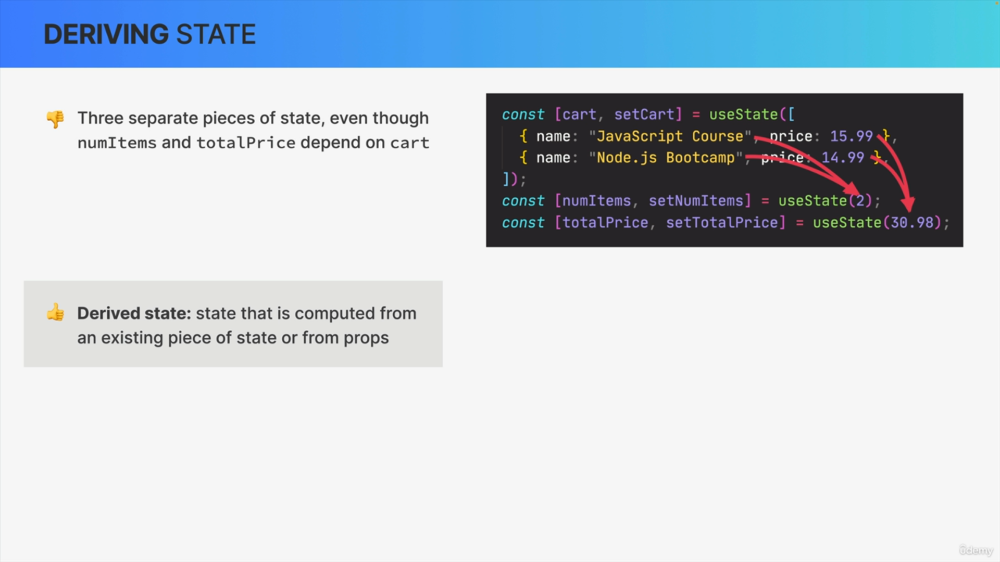 DERIVING STATE
👎 Three separate pieces of state, even though
numItems and totalPrice depend on cart
const [cart, setCart] = useState([
{ name: "JavaScript Course", price: 15.99 },
{ name: "Node.js Bootcamp", price: 14.99 },
]);
const [numItems, setNumItems] = useState(2);
const [totalPrice, setTotalPrice] = useState(30.98);
👍 Derived state: state that is computed from
an existing piece of state or from props
ûdemy